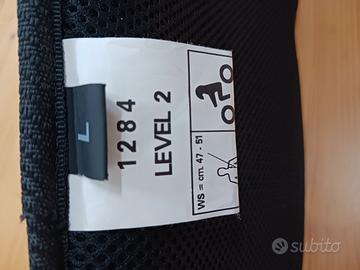 L
1284
LEVEL 2
WS = cm. 47 - 51
subito